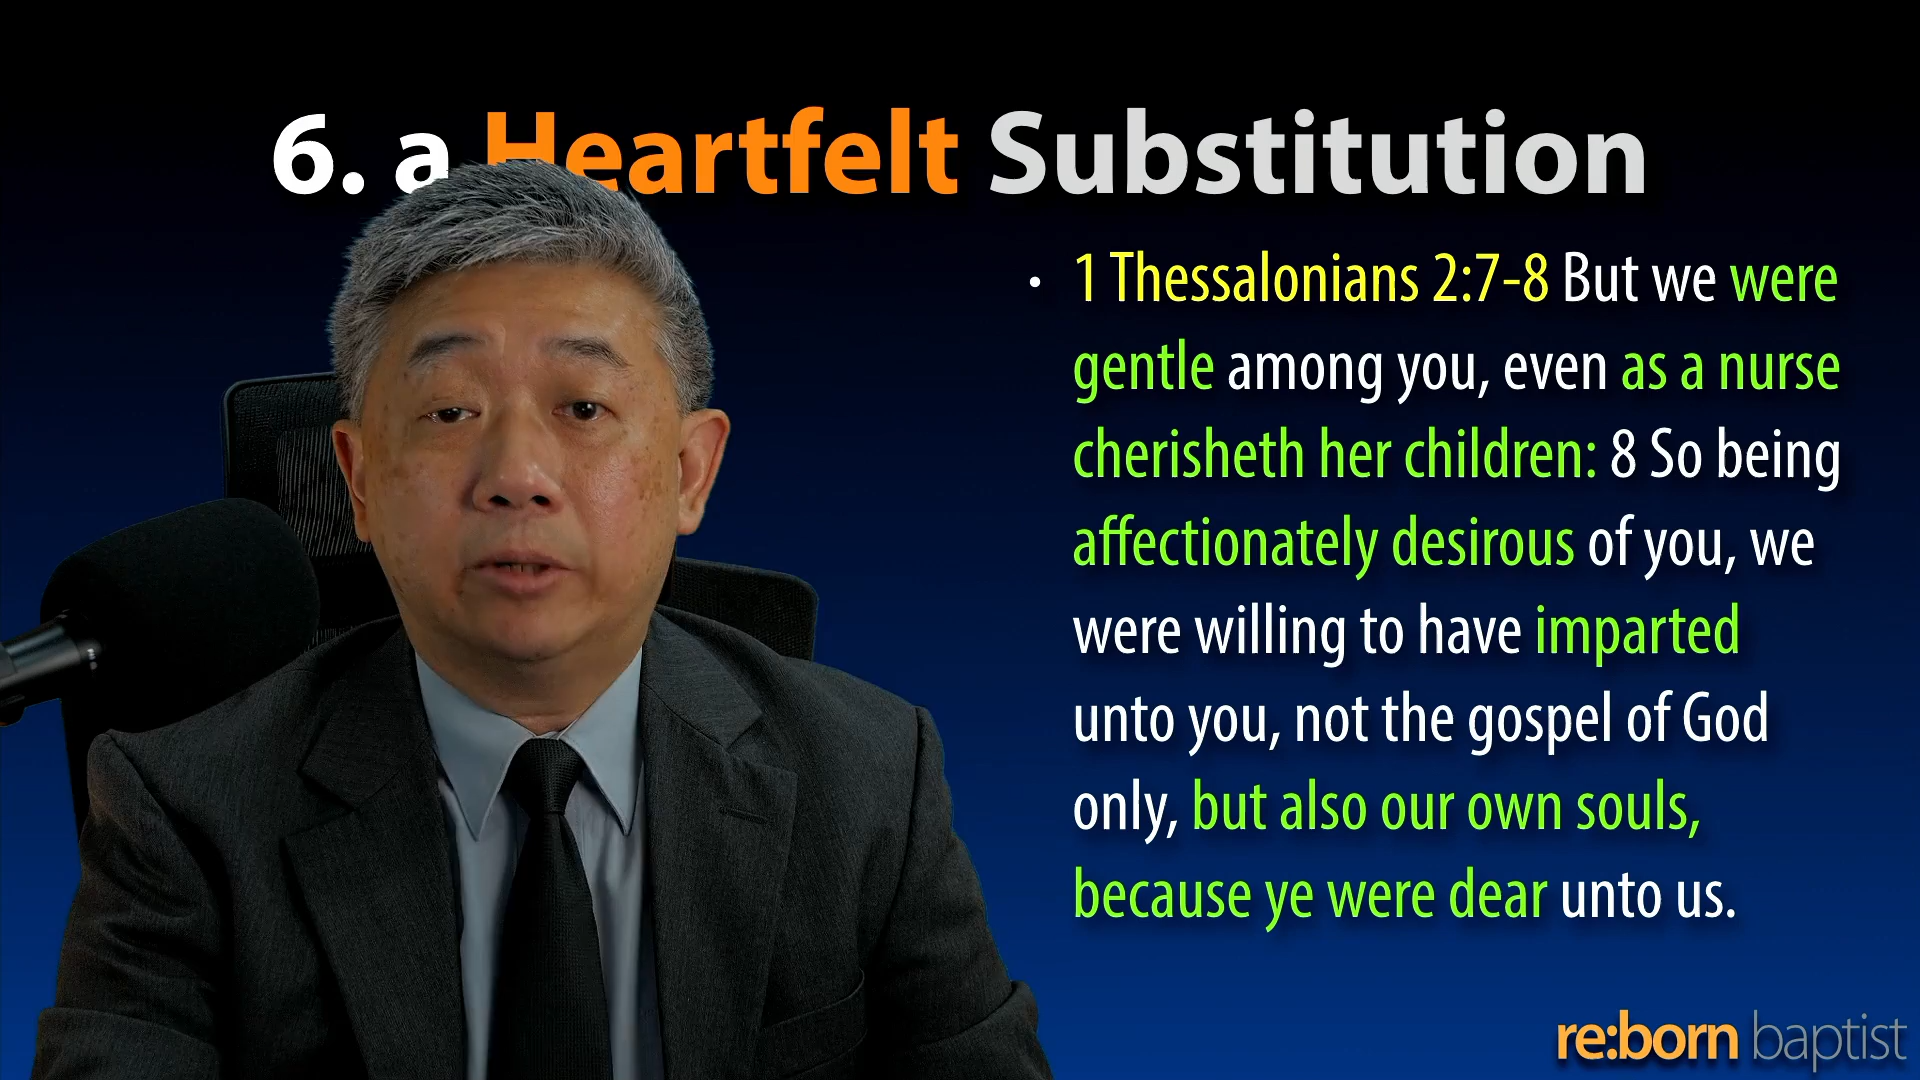 6. a Heartfelt Substitution
• 1 Thessalonians 2:7-8 But we were
gentle among you, even as a nurse
cherisheth her children: 8 So being
affectionately desirous of you, we
were willing to have imparted
unto you, not the gospel of God
only, but also our own souls,
because ye were dear unto us.
re:born baptist